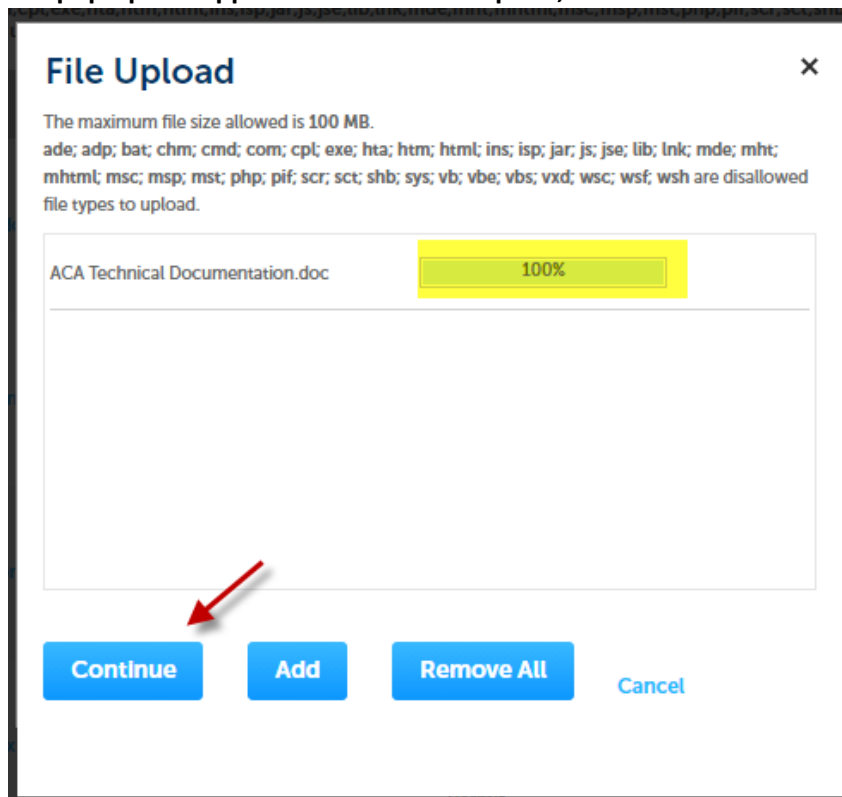 File Upload
×
The maximum file size allowed is 100 MB.
ade; adp; bat; chm; cmd; com; cpl; exe; hta; htm; html; ins; isp; jar; js; jse; lib; lnk; mde; mht;
mhtml; msc; msp; mst; php; pif; scr; sct; shb; sys; vb; vbe; vbs; vxd; wsc; wsf; wsh are disallowed
file types to upload.
ACA Technical Documentation.doc 100%
Continue Add Remove All Cancel